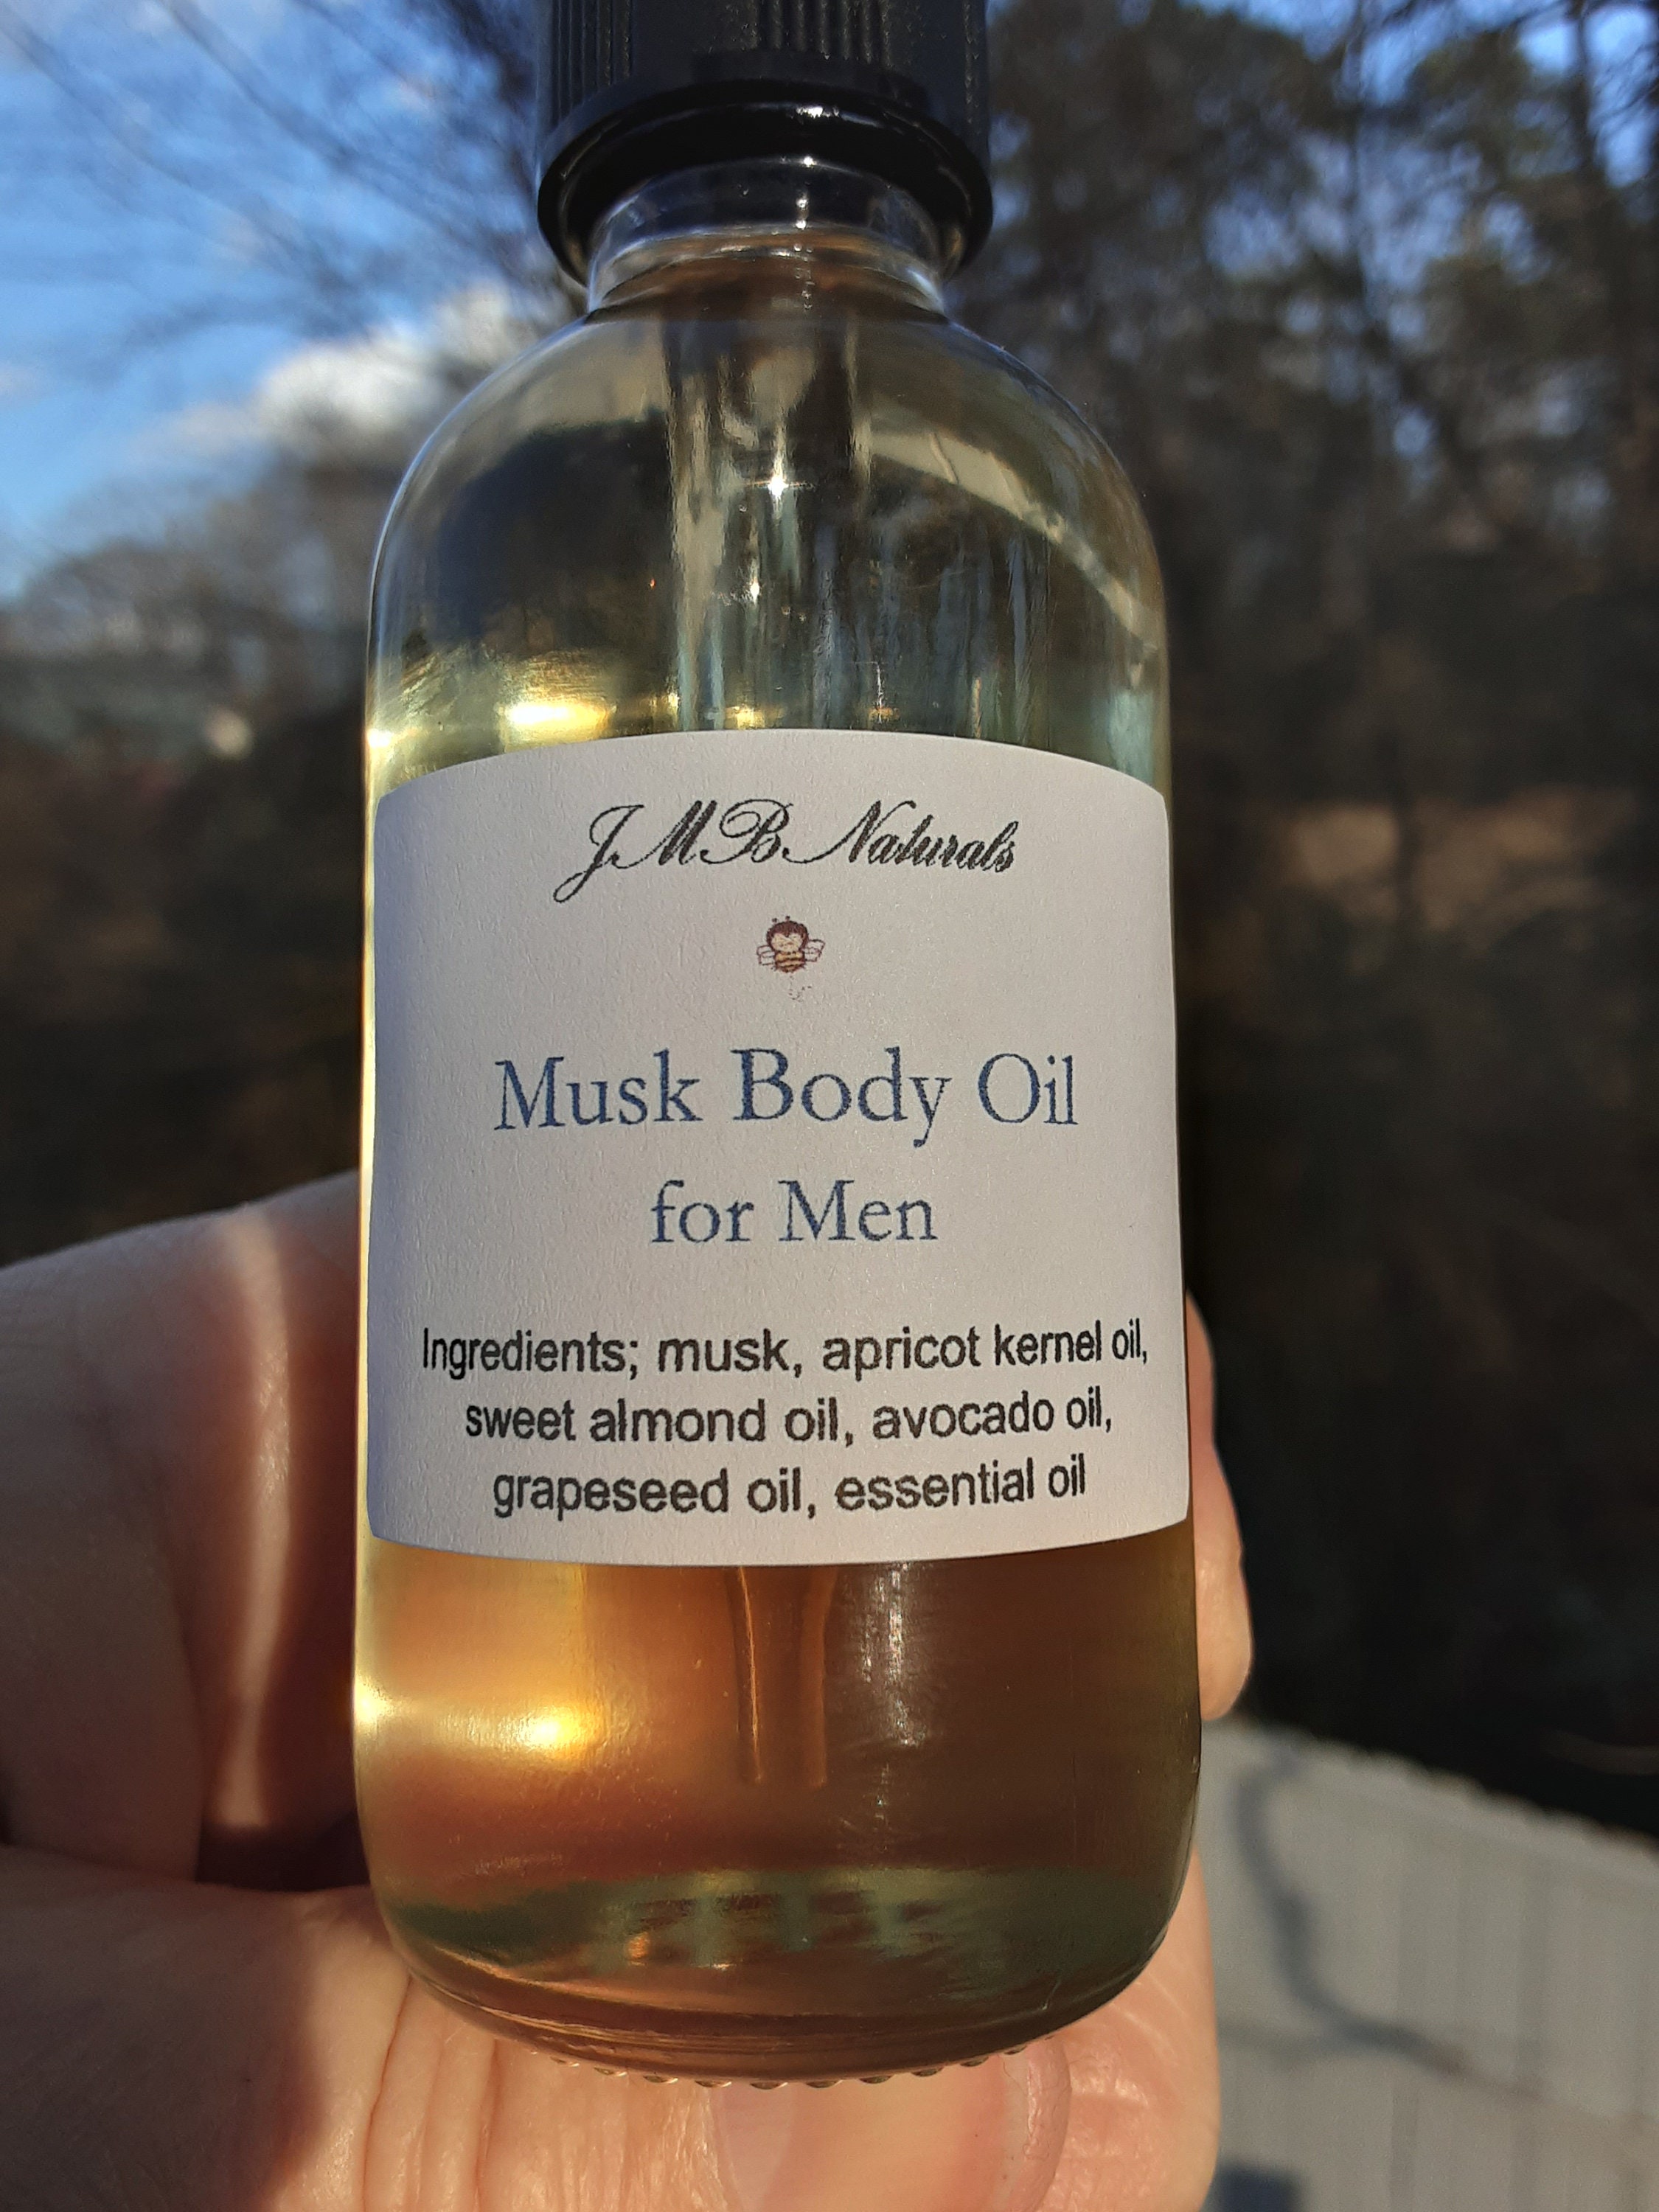 JMB Naturals
Musk Body Oil
for Men
Ingredients; musk, apricot kernel oil,
sweet almond oil, avocado oil,
grapeseed oil, essential oil